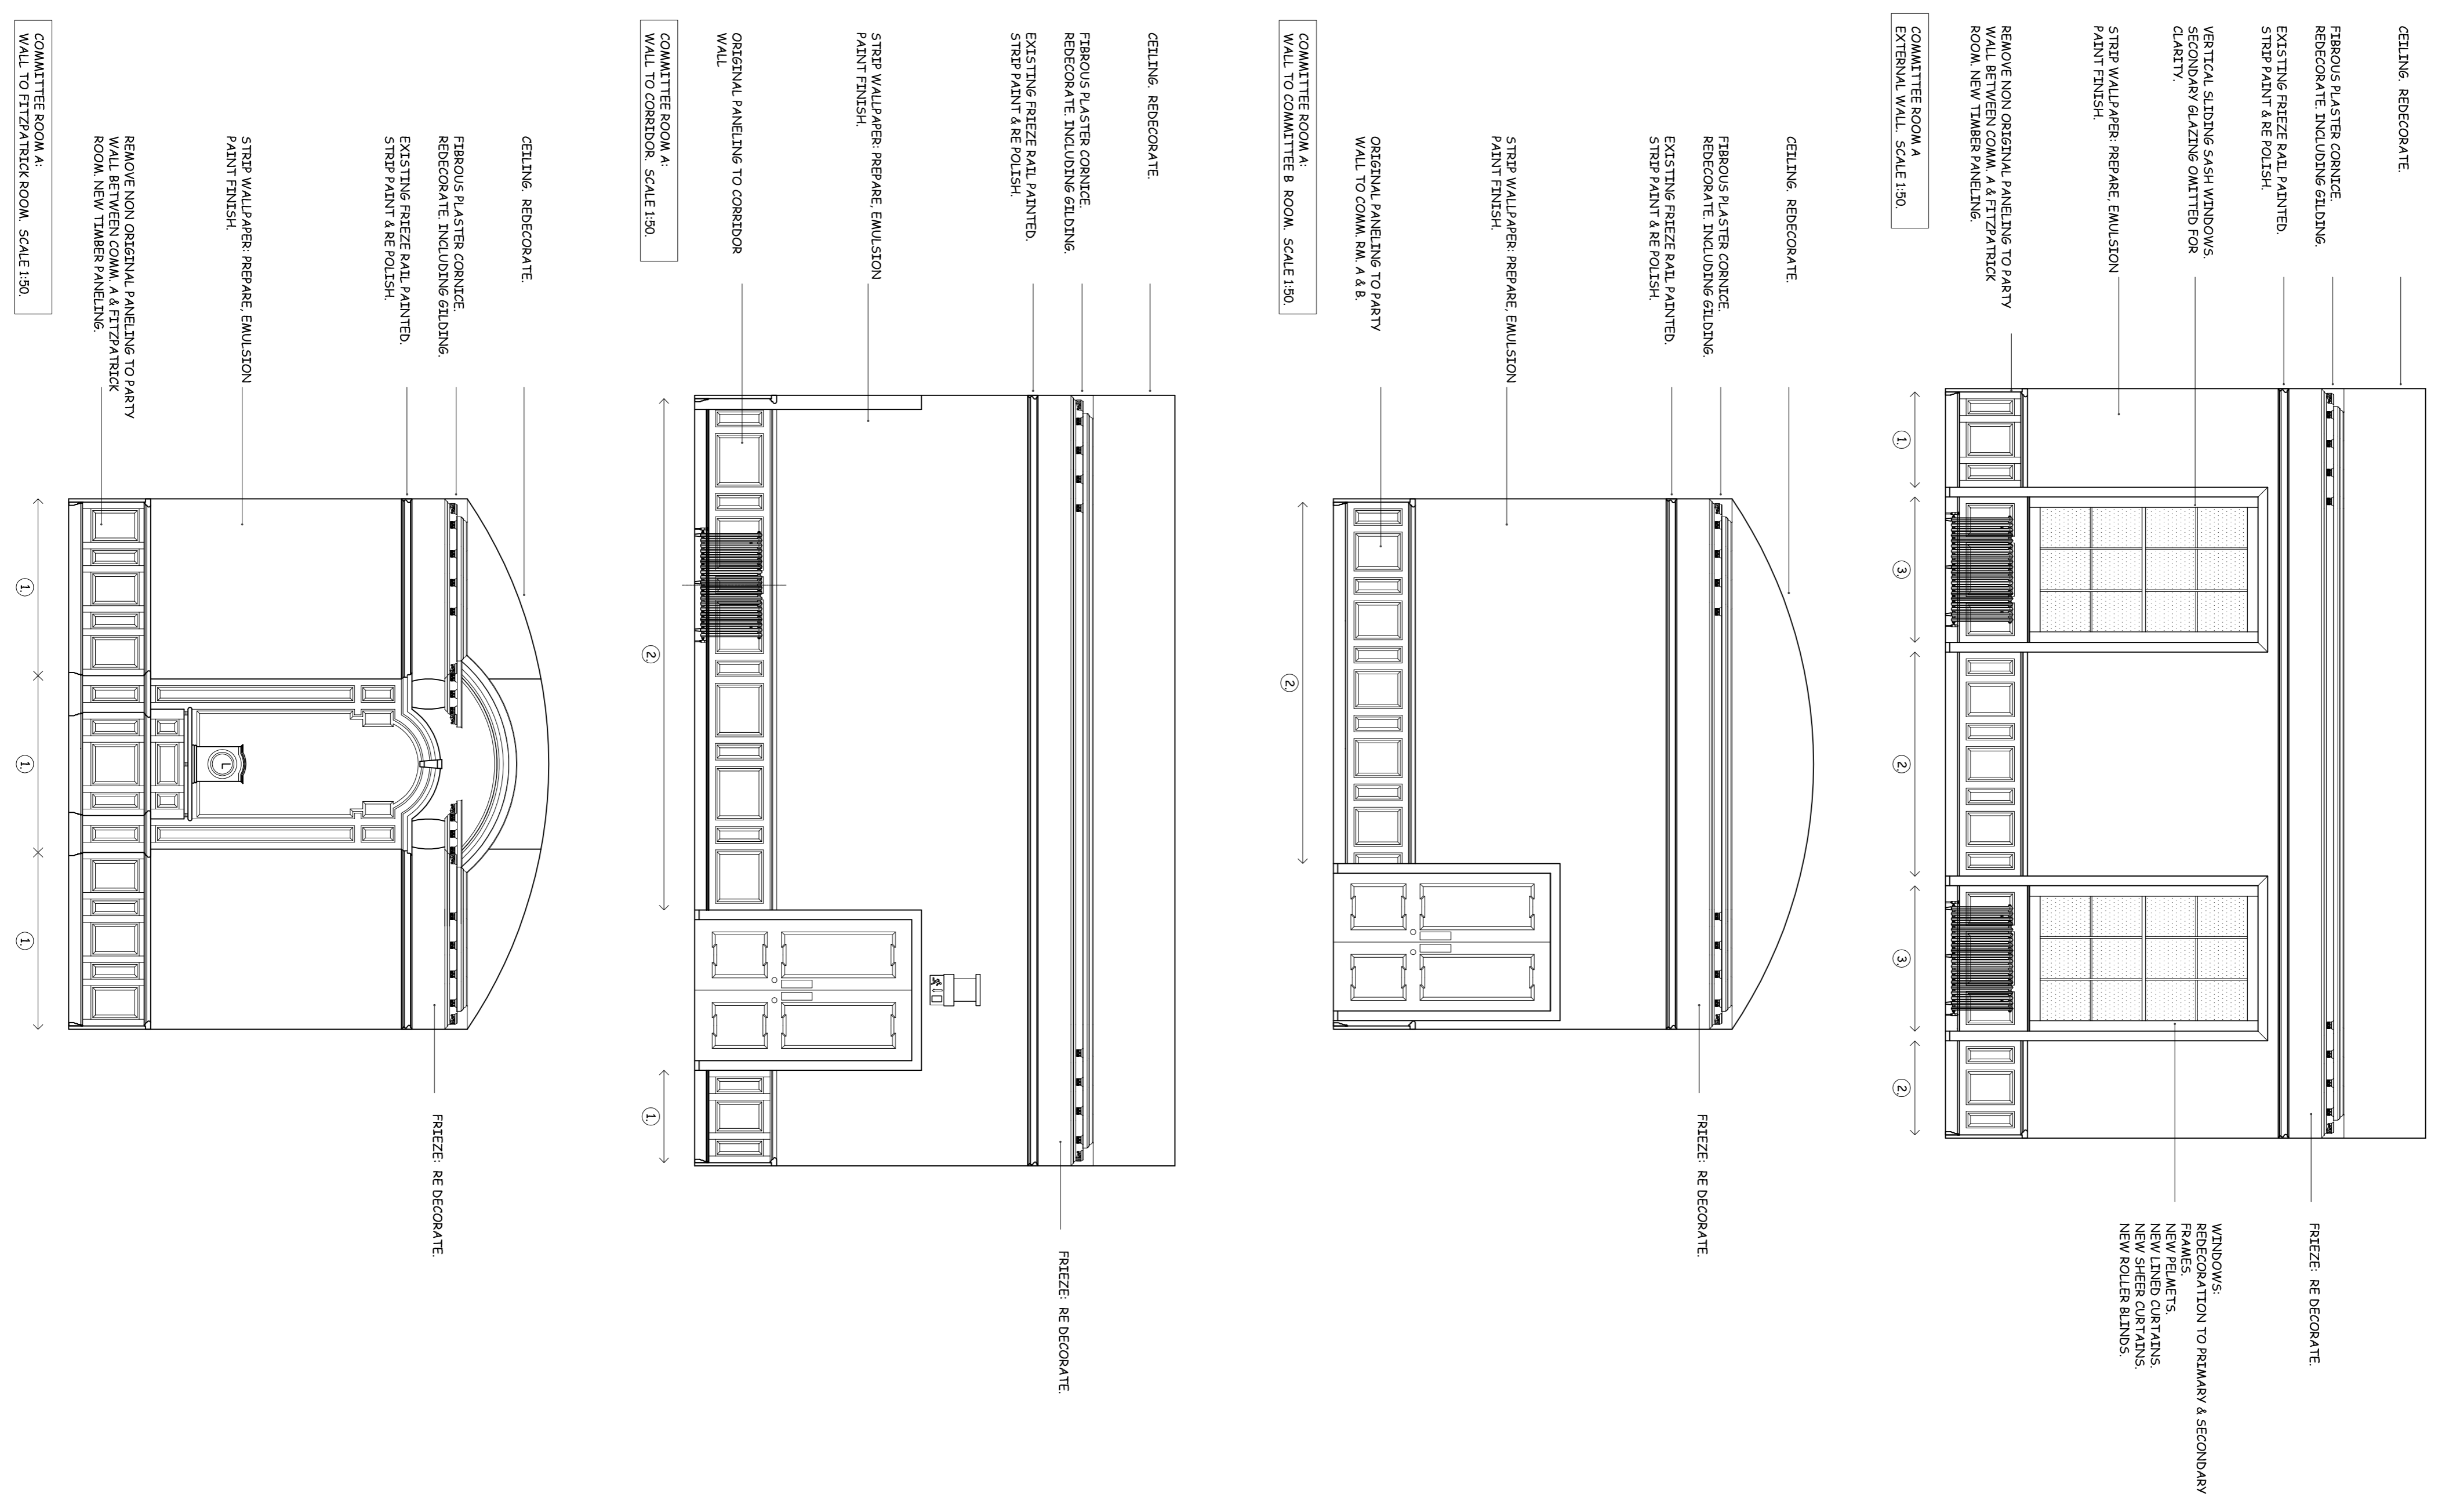 CEILING. REDECORATE.
FIBROUS PLASTER CORNICE.
REDECORATE. INCLUDING GILDING.
EXISTING FRIEZE RAIL PAINTED.
STRIP PAINT & RE POLISH.
VERTICAL SLIDING SASH WINDOWS.
SECONDARY GLAZING OMITTED FOR
CLARITY.
STRIP WALLPAPER: PREPARE, EMULSION
PAINT FINISH.
REMOVE NON ORIGINAL PANELING TO PARTY
WALL BETWEEN COMM. A & FITZPATRICK
ROOM. NEW TIMBER PANELING.
COMMITTEE ROOM A
EXTERNAL WALL. SCALE 1:50.
1.
3.
2.
3.
2.
FRIEZE: RE DECORATE.
WINDOWS:
REDECORATION TO PRIMARY & SECONDARY
FRAMES.
NEW PELMETS.
NEW LINED CURTAINS.
NEW SHEER CURTAINS.
NEW ROLLER BLINDS.
CEILING. REDECORATE.
FIBROUS PLASTER CORNICE.
REDECORATE. INCLUDING GILDING.
EXISTING FRIEZE RAIL PAINTED.
STRIP PAINT & RE POLISH.
STRIP WALLPAPER: PREPARE, EMULSION
PAINT FINISH.
ORIGINAL PANELING TO PARTY
WALL TO COMM. RM. A & B.
COMMITTEE ROOM A:
WALL TO COMMITTEE B ROOM. SCALE 1:50.
2.
FRIEZE: RE DECORATE.
CEILING. REDECORATE.
FIBROUS PLASTER CORNICE.
REDECORATE. INCLUDING GILDING.
EXISTING FRIEZE RAIL PAINTED.
STRIP PAINT & RE POLISH.
STRIP WALLPAPER: PREPARE, EMULSION
PAINT FINISH.
ORIGINAL PANELING TO CORRIDOR
WALL
COMMITTEE ROOM A:
WALL TO CORRIDOR. SCALE 1:50.
2.
1.
FRIEZE: RE DECORATE.
CEILING. REDECORATE.
FIBROUS PLASTER CORNICE.
REDECORATE. INCLUDING GILDING.
EXISTING FRIEZE RAIL PAINTED.
STRIP PAINT & RE POLISH.
STRIP WALLPAPER: PREPARE, EMULSION
PAINT FINISH.
REMOVE NON ORIGINAL PANELING TO PARTY
WALL BETWEEN COMM. A & FITZPATRICK
ROOM. NEW TIMBER PANELING.
COMMITTEE ROOM A:
WALL TO FITZPATRICK ROOM. SCALE 1:50.
1.
1.
1.
FRIEZE: RE DECORATE.